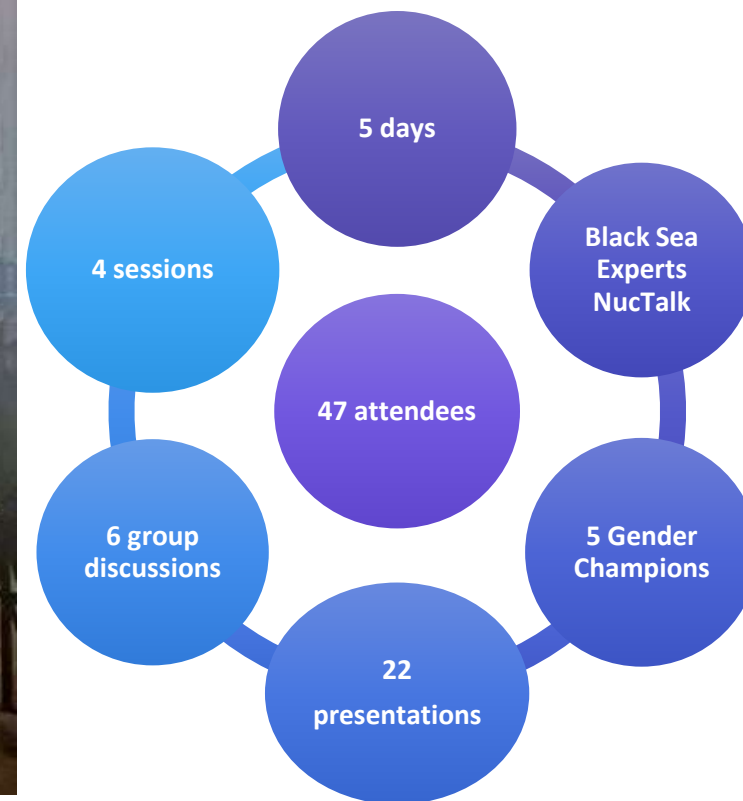 5 days
Black Sea
Experts
NucTalk
4 sessions
47 attendees
6 group
discussions
5 Gender
Champions
22
presentations